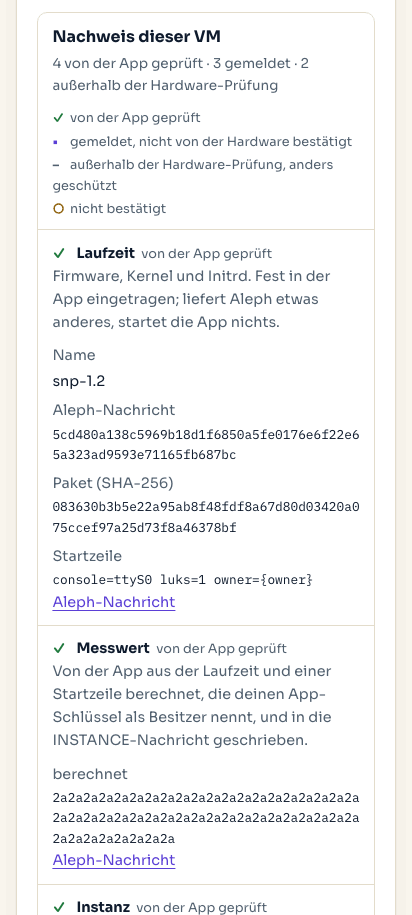 Nachweis dieser VM
4 von der App geprüft · 3 gemeldet · 2
außerhalb der Hardware-Prüfung
✓ von der App geprüft
▪ gemeldet, nicht von der Hardware bestätigt
– außerhalb der Hardware-Prüfung, anders
geschützt
○ nicht bestätigt
✓ Laufzeit von der App geprüft
Firmware, Kernel und Initrd. Fest in der
App eingetragen; liefert Aleph etwas
anderes, startet die App nichts.
Name
snp-1.2
Aleph-Nachricht
5cd480a138c5969b18d1f6850a5fe0176e6f22e6
5a323ad9593e71165fb687bc
Paket (SHA-256)
083630b3b5e22a95ab8f48fdf8a67d80d03420a0
75ccef97a25d73f8a46378bf
Startzeile
console=ttyS0 luks=1 owner={owner}
Aleph-Nachricht
✓ Messwert von der App geprüft
Von der App aus der Laufzeit und einer
Startzeile berechnet, die deinen App-
Schlüssel als Besitzer nennt, und in die
INSTANCE-Nachricht geschrieben.
berechnet
2a2a2a2a2a2a2a2a2a2a2a2a2a2a2a2a2a2a2a2a
2a2a2a2a2a2a2a2a2a2a2a2a2a2a2a2a2a2a2a2a
2a2a2a2a2a2a2a2a
Aleph-Nachricht
✓ Instanz von der App geprüft